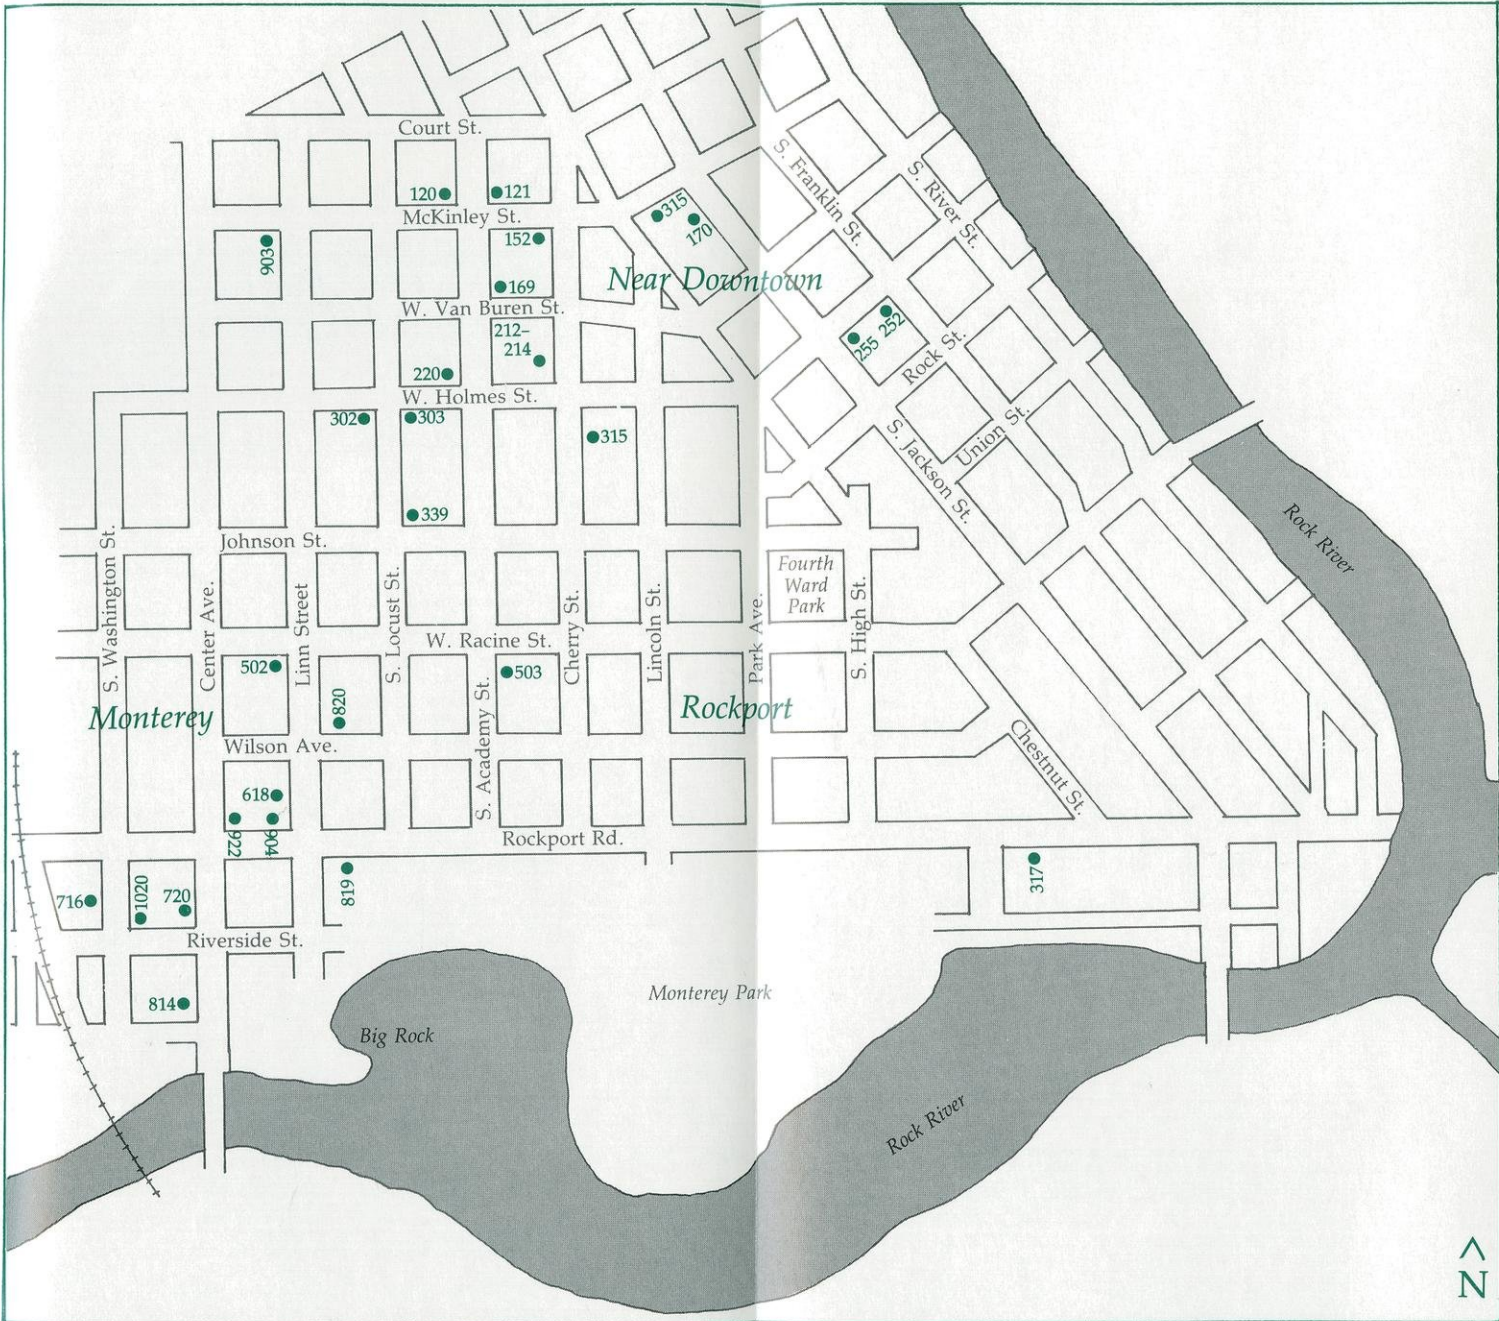 Court St.
120
121
McKinley St.
315
170
S. Franklin St.
S. River St.
903
152
169
Near Downtown
W. Van Buren St.
212–
214
220
255
252
Rock St.
W. Holmes St.
302
303
315
339
Union St.
S. Jackson St.
Rock River
Johnson St.
S. Washington St.
Center Ave.
Linn Street
S. Locust St.
Cherry St.
Lincoln St.
Park Ave.
Fourth
Ward
Park
S. High St.
W. Racine St.
502
820
503
S. Academy St.
Monterey
Rockport
Wilson Ave.
Chestnut St.
618
922
904
Rockport Rd.
716
1020
720
819
317
Riverside St.
814
Monterey Park
Big Rock
Rock River
N